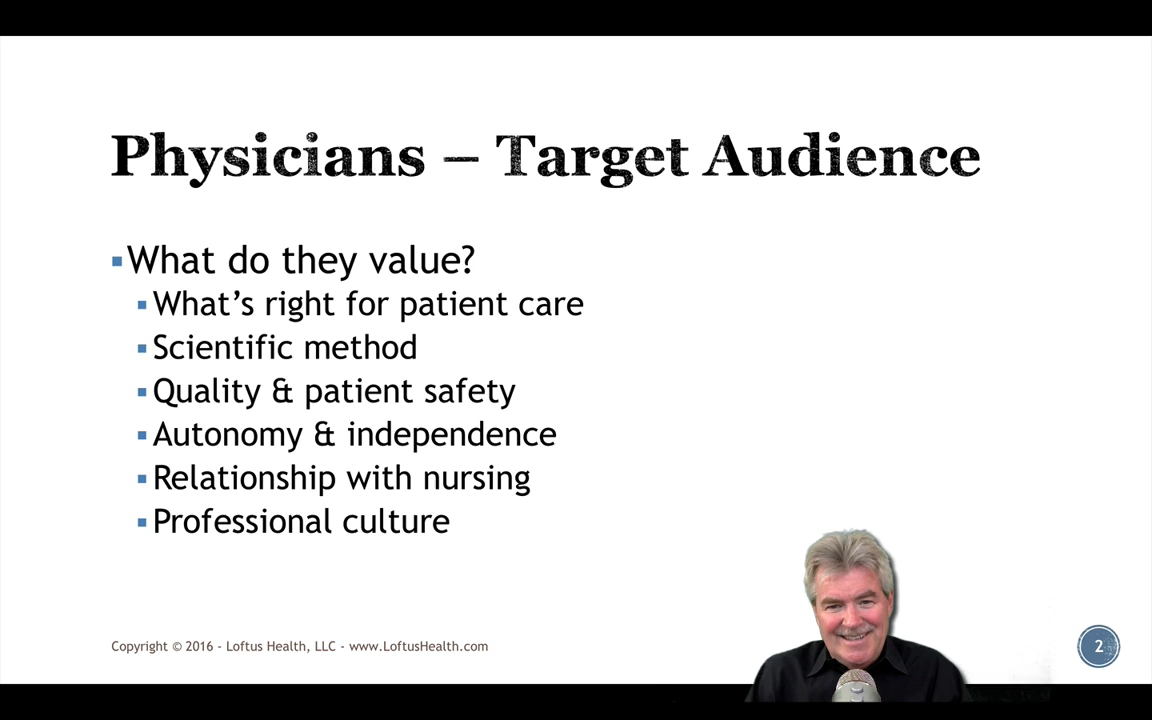 Physicians – Target Audience
What do they value?
What’s right for patient care
Scientific method
Quality & patient safety
Autonomy & independence
Relationship with nursing
Professional culture
Copyright © 2016 - Loftus Health, LLC - www.LoftusHealth.com
2